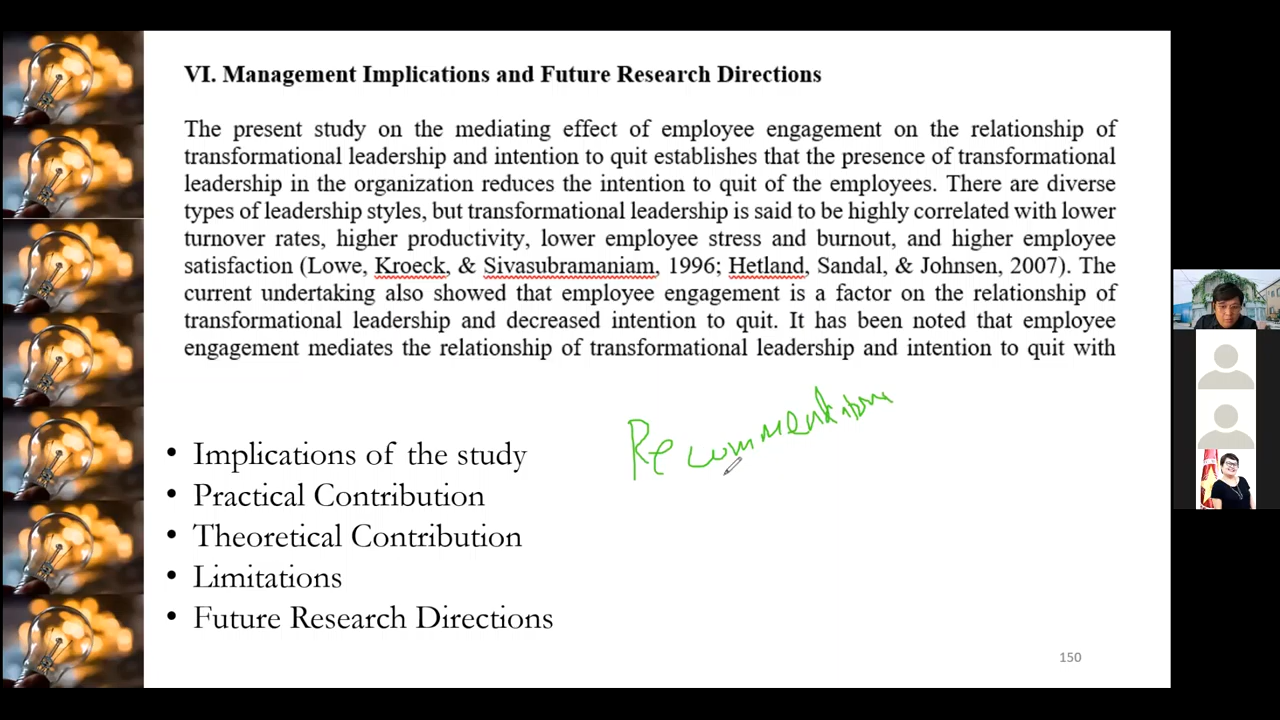 VI. Management Implications and Future Research Directions
The present study on the mediating effect of employee engagement on the relationship of
transformational leadership and intention to quit establishes that the presence of transformational
leadership in the organization reduces the intention to quit of the employees. There are diverse
types of leadership styles, but transformational leadership is said to be highly correlated with lower
turnover rates, higher productivity, lower employee stress and burnout, and higher employee
satisfaction (Lowe, Kroeck, & Sivasubramaniam, 1996; Hetland, Sandal, & Johnsen, 2007). The
current undertaking also showed that employee engagement is a factor on the relationship of
transformational leadership and decreased intention to quit. It has been noted that employee
engagement mediates the relationship of transformational leadership and intention to quit with
Recommendations
• Implications of the study
• Practical Contribution
• Theoretical Contribution
• Limitations
• Future Research Directions
150